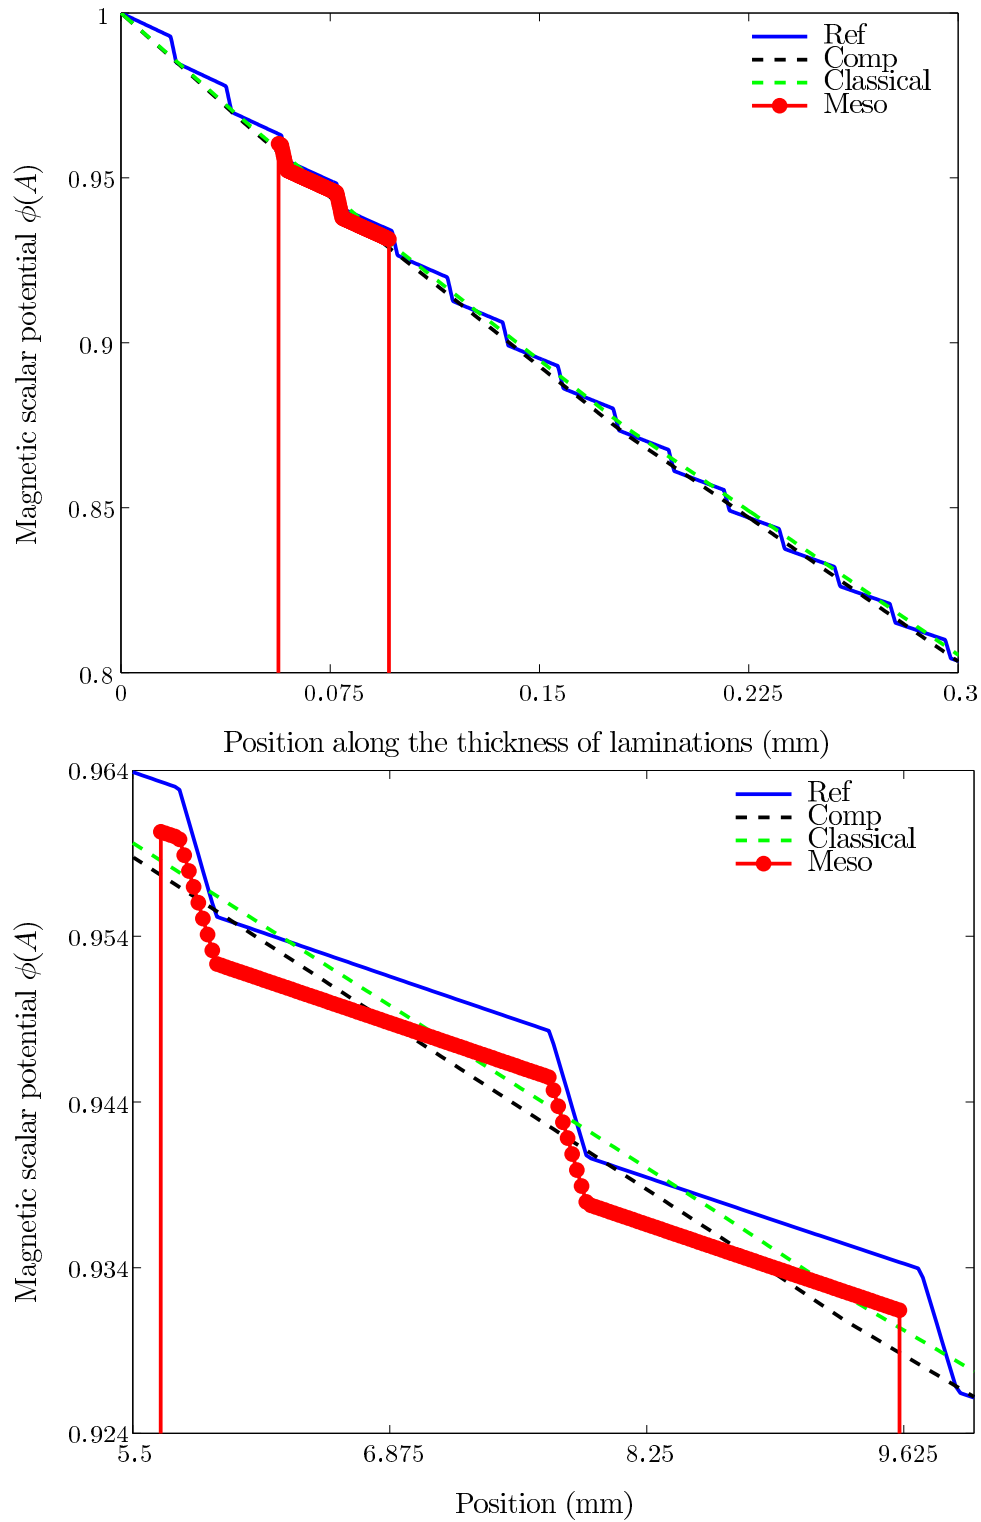 Magnetic scalar potential ϕ(A)
1
0.95
0.9
0.85
0.8
0
0.075
0.15
0.225
0.3
Ref
Comp
Classical
Meso
Position along the thickness of laminations (mm)
Magnetic scalar potential ϕ(A)
0.964
0.954
0.944
0.934
0.924
5.5
6.875
8.25
9.625
Ref
Comp
Classical
Meso
Position (mm)